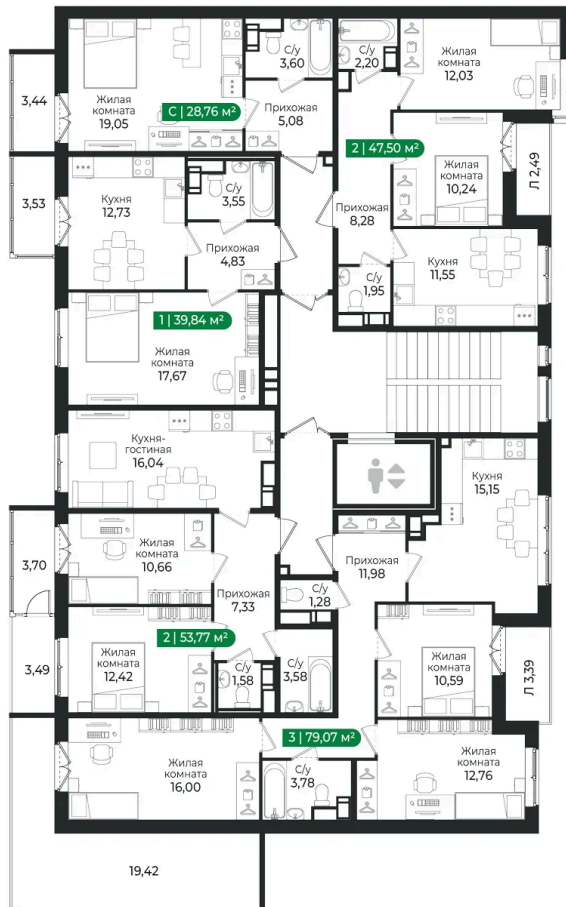 С/у
3,60
С/у
2,20
Жилая
комната
12,03
3,44
Жилая
комната
19,05
С | 28,76 м²
Прихожая
5,08
2 | 47,50 м²
Жилая
комната
10,24
Л 2,49
3,53
Кухня
12,73
С/у
3,55
Прихожая
4,83
Прихожая
8,28
Кухня
11,55
С/у
1,95
1 | 39,84 м²
Жилая
комната
17,67
Кухня-
гостиная
16,04
Кухня
15,15
3,70
Жилая
комната
10,66
Прихожая
7,33
С/у
1,28
Прихожая
11,98
2 | 53,77 м²
3,49
Жилая
комната
12,42
С/у
1,58
С/у
3,58
Жилая
комната
10,59
Л 3,39
3 | 79,07 м²
Жилая
комната
16,00
С/у
3,78
Жилая
комната
12,76
19,42